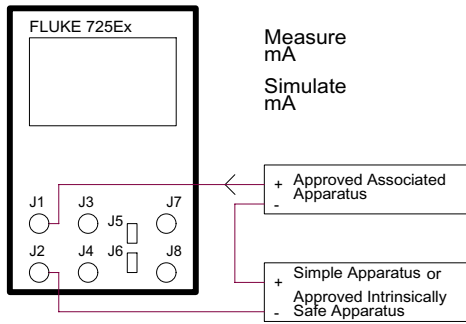 FLUKE 725Ex
Measure
mA
Simulate
mA
J1 J3 J7
J5
J2 J4 J6 J8
+ Approved Associated
Apparatus
-
+ Simple Apparatus or
Approved Intrinsically
- Safe Apparatus